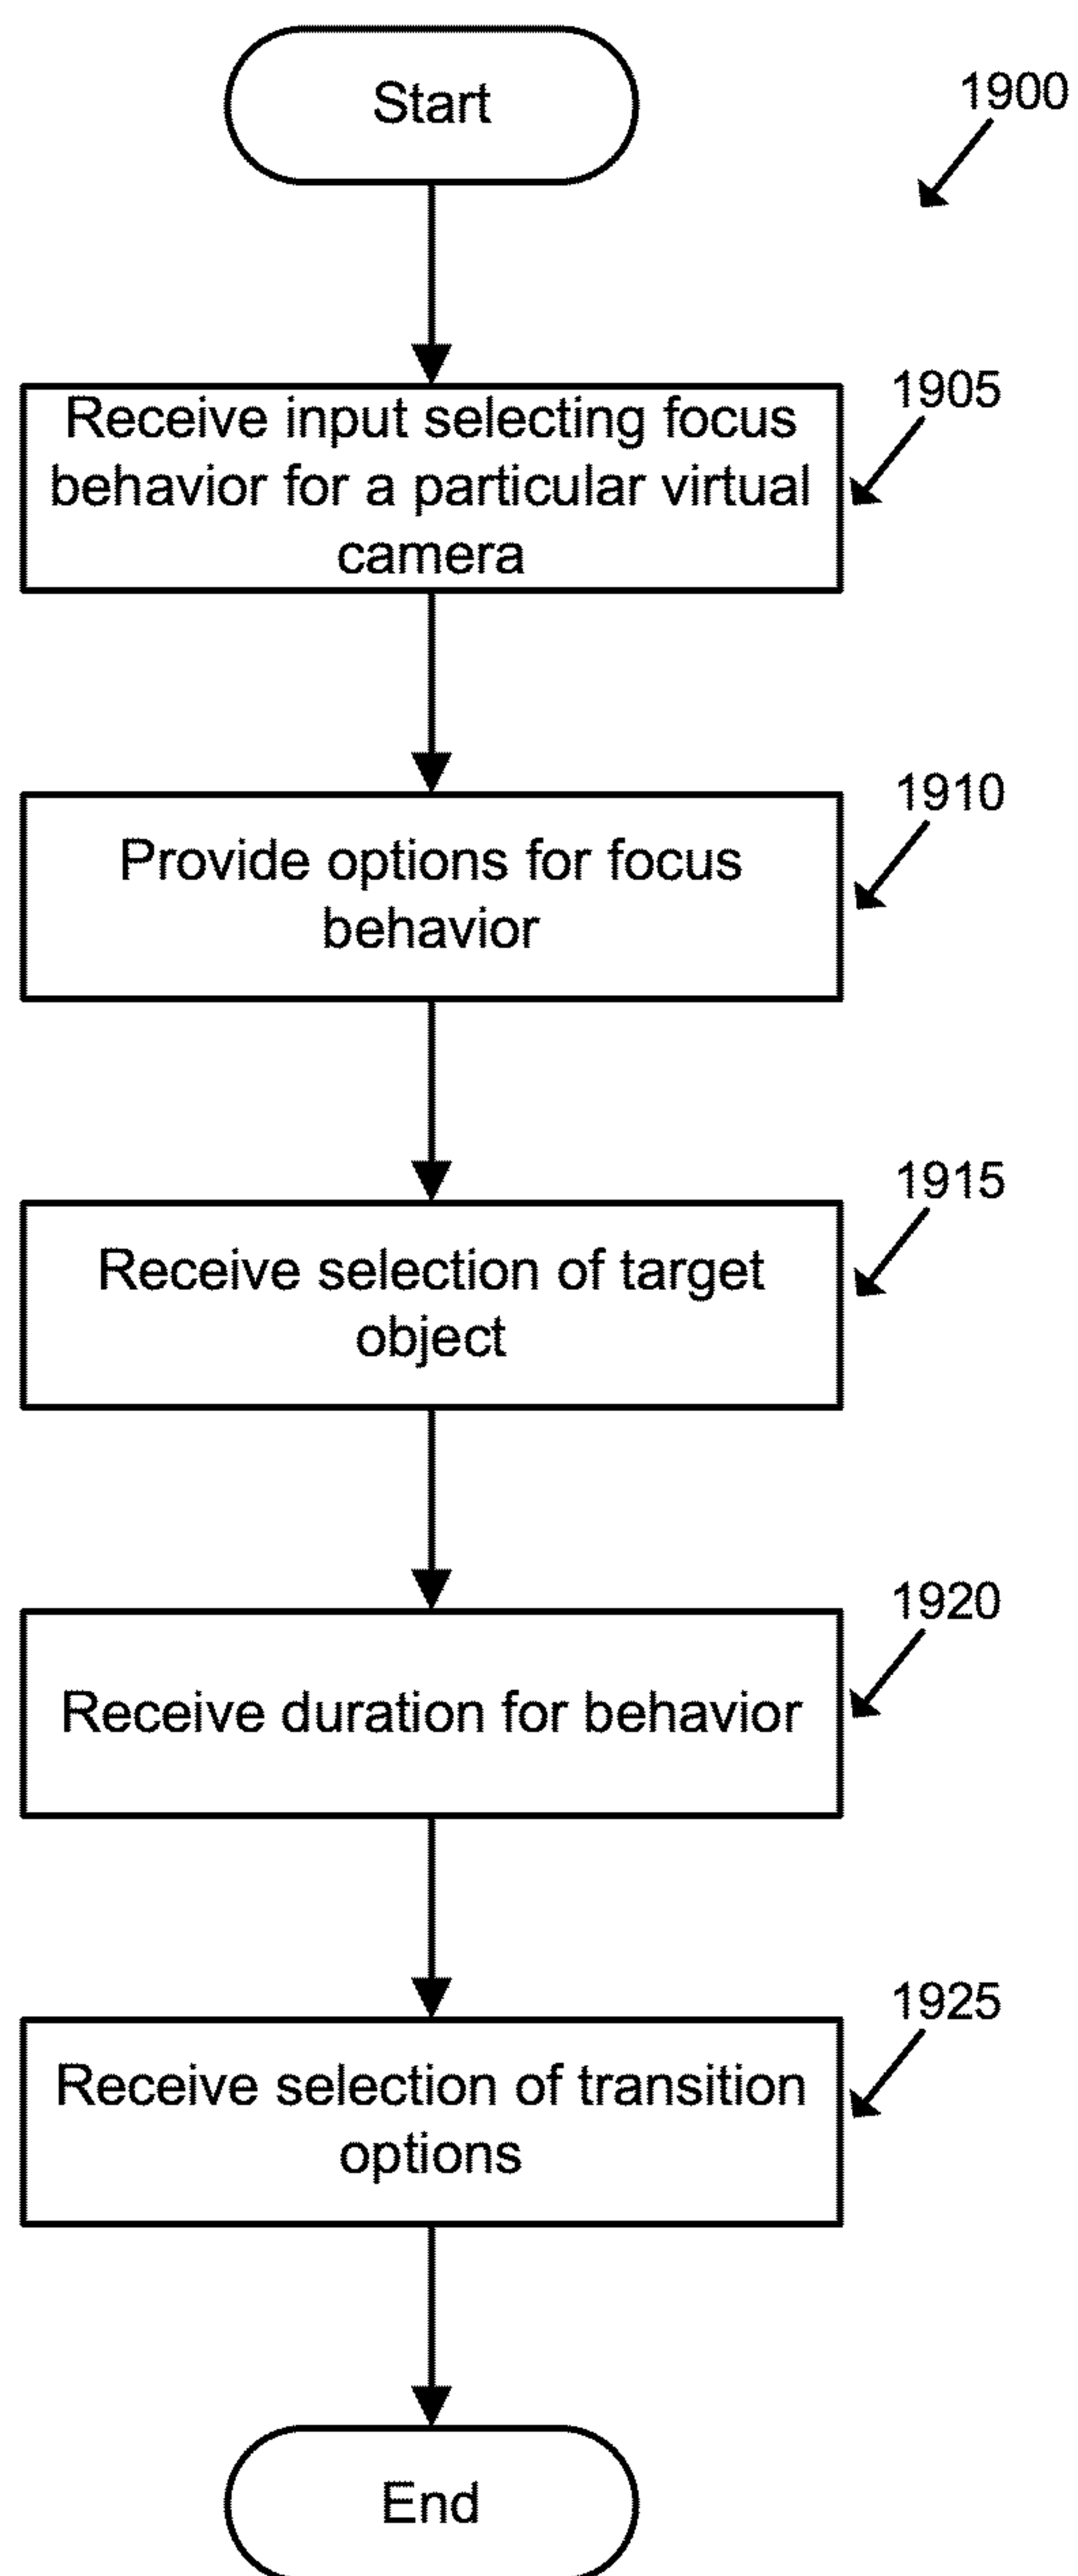 Start
1900
1905
Receive input selecting focus
behavior for a particular virtual
camera
1910
Provide options for focus
behavior
1915
Receive selection of target
object
1920
Receive duration for behavior
1925
Receive selection of transition
options
End